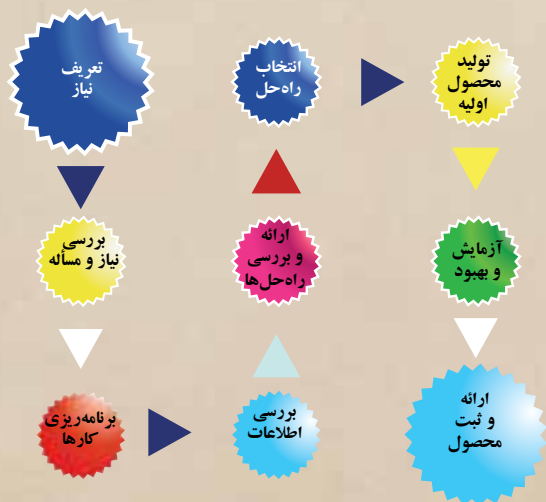 تعریف
نیاز
بررسی
نیاز و مسأله
برنامه‌ریزی
کارها
بررسی
اطلاعات
ارائه
و بررسی
راه‌حل‌ها
انتخاب
راه‌حل
تولید
محصول
اولیه
آزمایش
و بهبود
ارائه
و ثبت
محصول